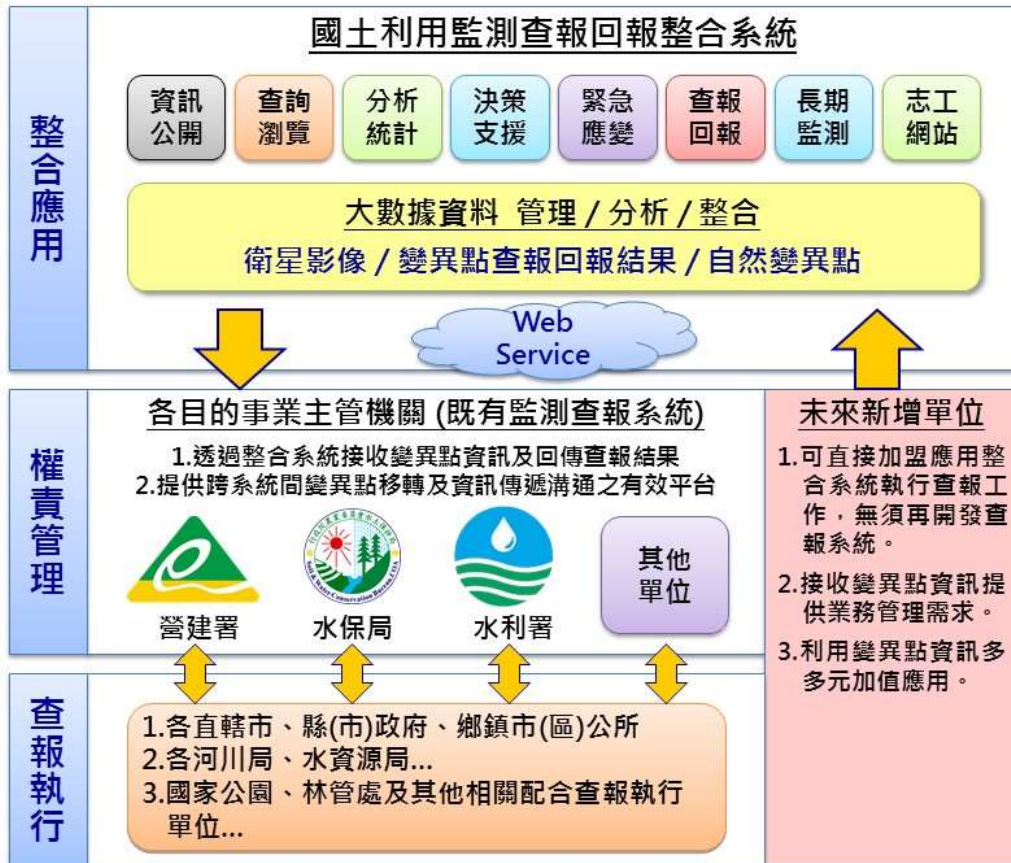 整合應用
國土利用監測查報回報整合系統
資訊
公開
查詢
瀏覽
分析
統計
決策
支援
緊急
應變
查報
回報
長期
監測
志工
網站
大數據資料 管理 / 分析 / 整合
衛星影像 / 變異點查報回報結果 / 自然變異點
Web
Service
權責管理
各目的事業主管機關 (既有監測查報系統)
1.透過整合系統接收變異點資訊及回傳查報結果
2.提供跨系統間變異點移轉及資訊傳遞溝通之有效平台
營建署
水保局
水利署
其他
單位
未來新增單位
1.可直接加盟應用整
合系統執行查報工
作，無須再開發查
報系統。
2.接收變異點資訊提
供業務管理需求。
3.利用變異點資訊多
多元加值應用。
查報執行
1.各直轄市、縣(市)政府、鄉鎮市(區)公所
2.各河川局、水資源局...
3.國家公園、林管處及其他相關配合查報執行
單位...